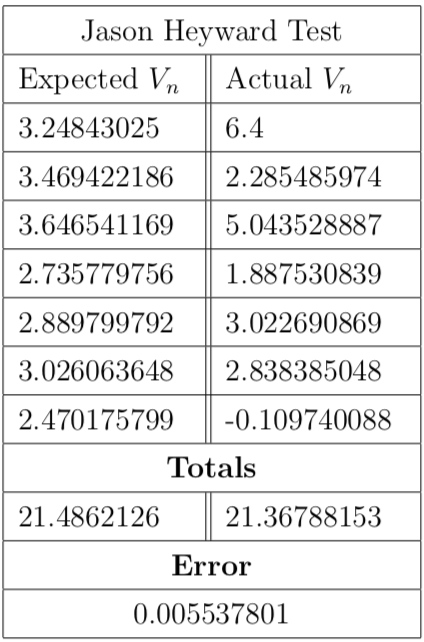 Jason Heyward Test
Expected Vₙ Actual Vₙ
3.24843025 6.4
3.469422186 2.285485974
3.646541169 5.043528887
2.735779756 1.887530839
2.889799792 3.022690869
3.026063648 2.838385048
2.470175799 -0.109740088
Totals
21.4862126 21.36788153
Error
0.005537801